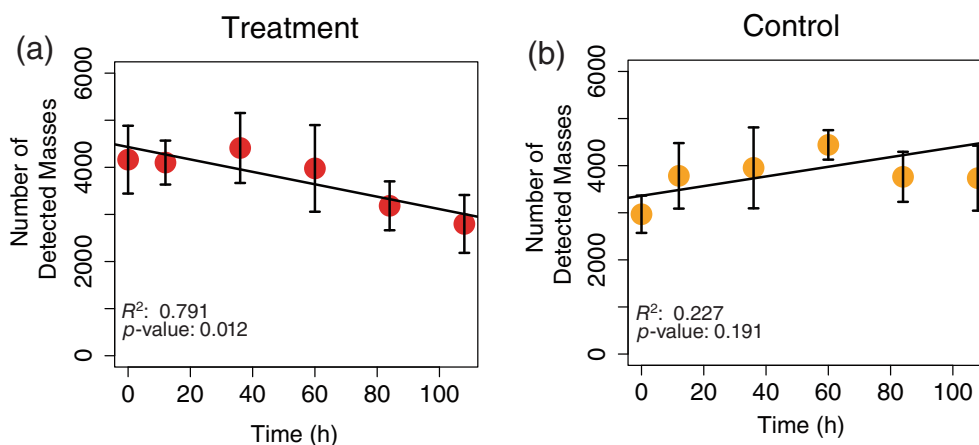 (a)
Treatment
Number of
Detected Masses
6000
4000
2000
0
R²: 0.791
p-value: 0.012
0 20 40 60 80 100
Time (h)
(b)
Control
Number of
Detected Masses
6000
4000
2000
0
R²: 0.227
p-value: 0.191
0 20 40 60 80 100
Time (h)